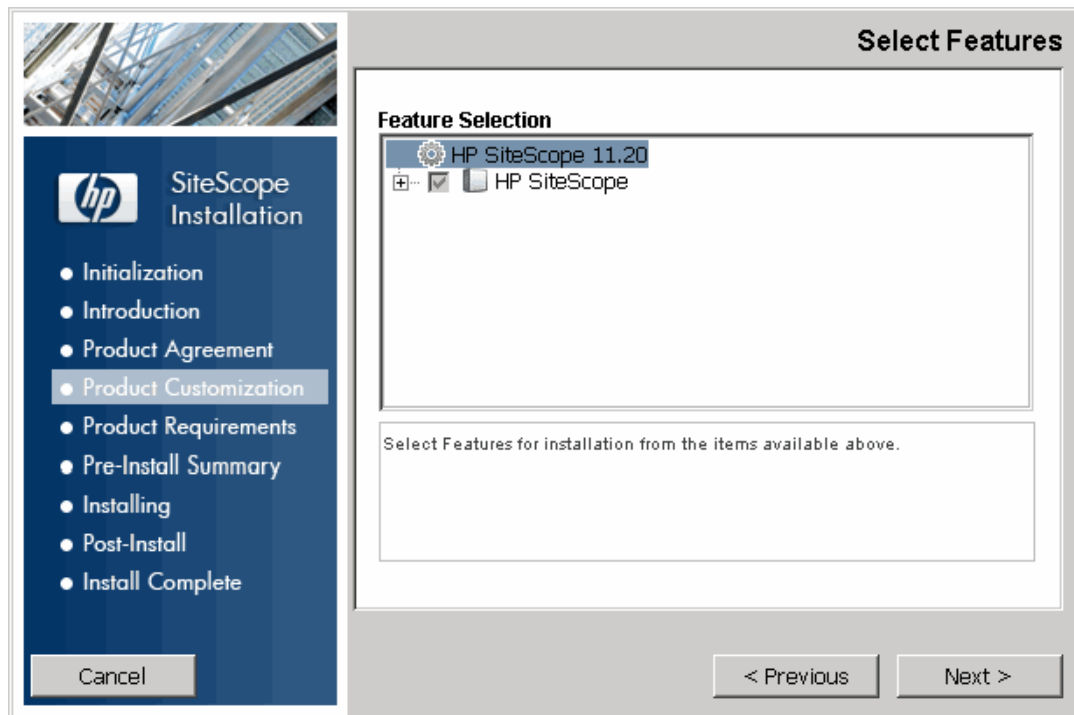 Select Features
hp
SiteScope
Installation
Initialization
Introduction
Product Agreement
Product Customization
Product Requirements
Pre-Install Summary
Installing
Post-Install
Install Complete
Feature Selection
HP SiteScope 11.20
HP SiteScope
Select Features for installation from the items available above.
Cancel
< Previous
Next >